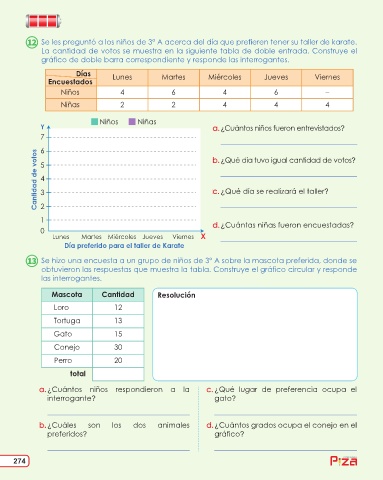 12 Se les preguntó a los niños de 3° A acerca del día que prefieren tener su taller de karate.
La cantidad de votos se muestra en la siguiente tabla de doble entrada. Construye el
gráfico de doble barra correspondiente y responde las interrogantes.
Días
Encuestados Lunes Martes Miércoles Jueves Viernes
Niños 4 6 4 6 –
Niñas 2 2 4 4 4
Niños Niñas
Y
7
6
5
4
3
2
1
0
Cantidad de votos
Lunes Martes Miércoles Jueves Viernes X
Día preferido para el taller de Karate
a. ¿Cuántos niños fueron entrevistados?
b. ¿Qué día tuvo igual cantidad de votos?
c. ¿Qué día se realizará el taller?
d. ¿Cuántas niñas fueron encuestadas?
13 Se hizo una encuesta a un grupo de niños de 3° A sobre la mascota preferida, donde se
obtuvieron las respuestas que muestra la tabla. Construye el gráfico circular y responde
las interrogantes.
Mascota Cantidad
Loro 12
Tortuga 13
Gato 15
Conejo 30
Perro 20
total
Resolución
a. ¿Cuántos niños respondieron a la
interrogante?
b. ¿Cuáles son los dos animales
preferidos?
c. ¿Qué lugar de preferencia ocupa el
gato?
d. ¿Cuántos grados ocupa el conejo en el
gráfico?
274